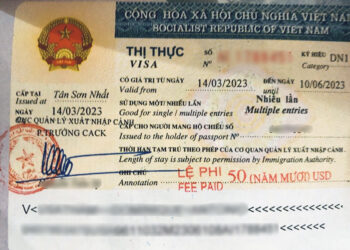 CỘNG HÒA XÃ HỘI CHỦ NGHĨA VIỆT NAM
SOCIALIST REPUBLIC OF VIETNAM
THỊ THỰC
VISA
SỐ
KÝ HIỆU DN1
CÓ GIÁ TRỊ TỪ NGÀY
Valid from
14/03/2023
ĐẾN NGÀY
until
10/06/2023
CẤP TẠI
Issued at
Tân Sơn Nhất
14/03/2023
SỬ DỤNG MỘT/NHIỀU LẦN
Good for single / multiple entries
Nhiều lần
Multiple entries
CỤC QUẢN LÝ XUẤT NHẬP CẢNH
P.TRƯỞNG CACK
CẤP CHO NGƯỜI MANG HỘ CHIẾU SỐ
Issued to the holder of passport N°
THỜI HẠN TẠM TRÚ THEO PHÉP CỦA CƠ QUAN QUẢN LÝ XUẤT NHẬP CẢNH
Length of stay is subject to permission by Immigration Authority.
GHI CHÚ
Annotation
LỆ PHÍ
FEE PAID
50 (NĂM MƯƠI) USD